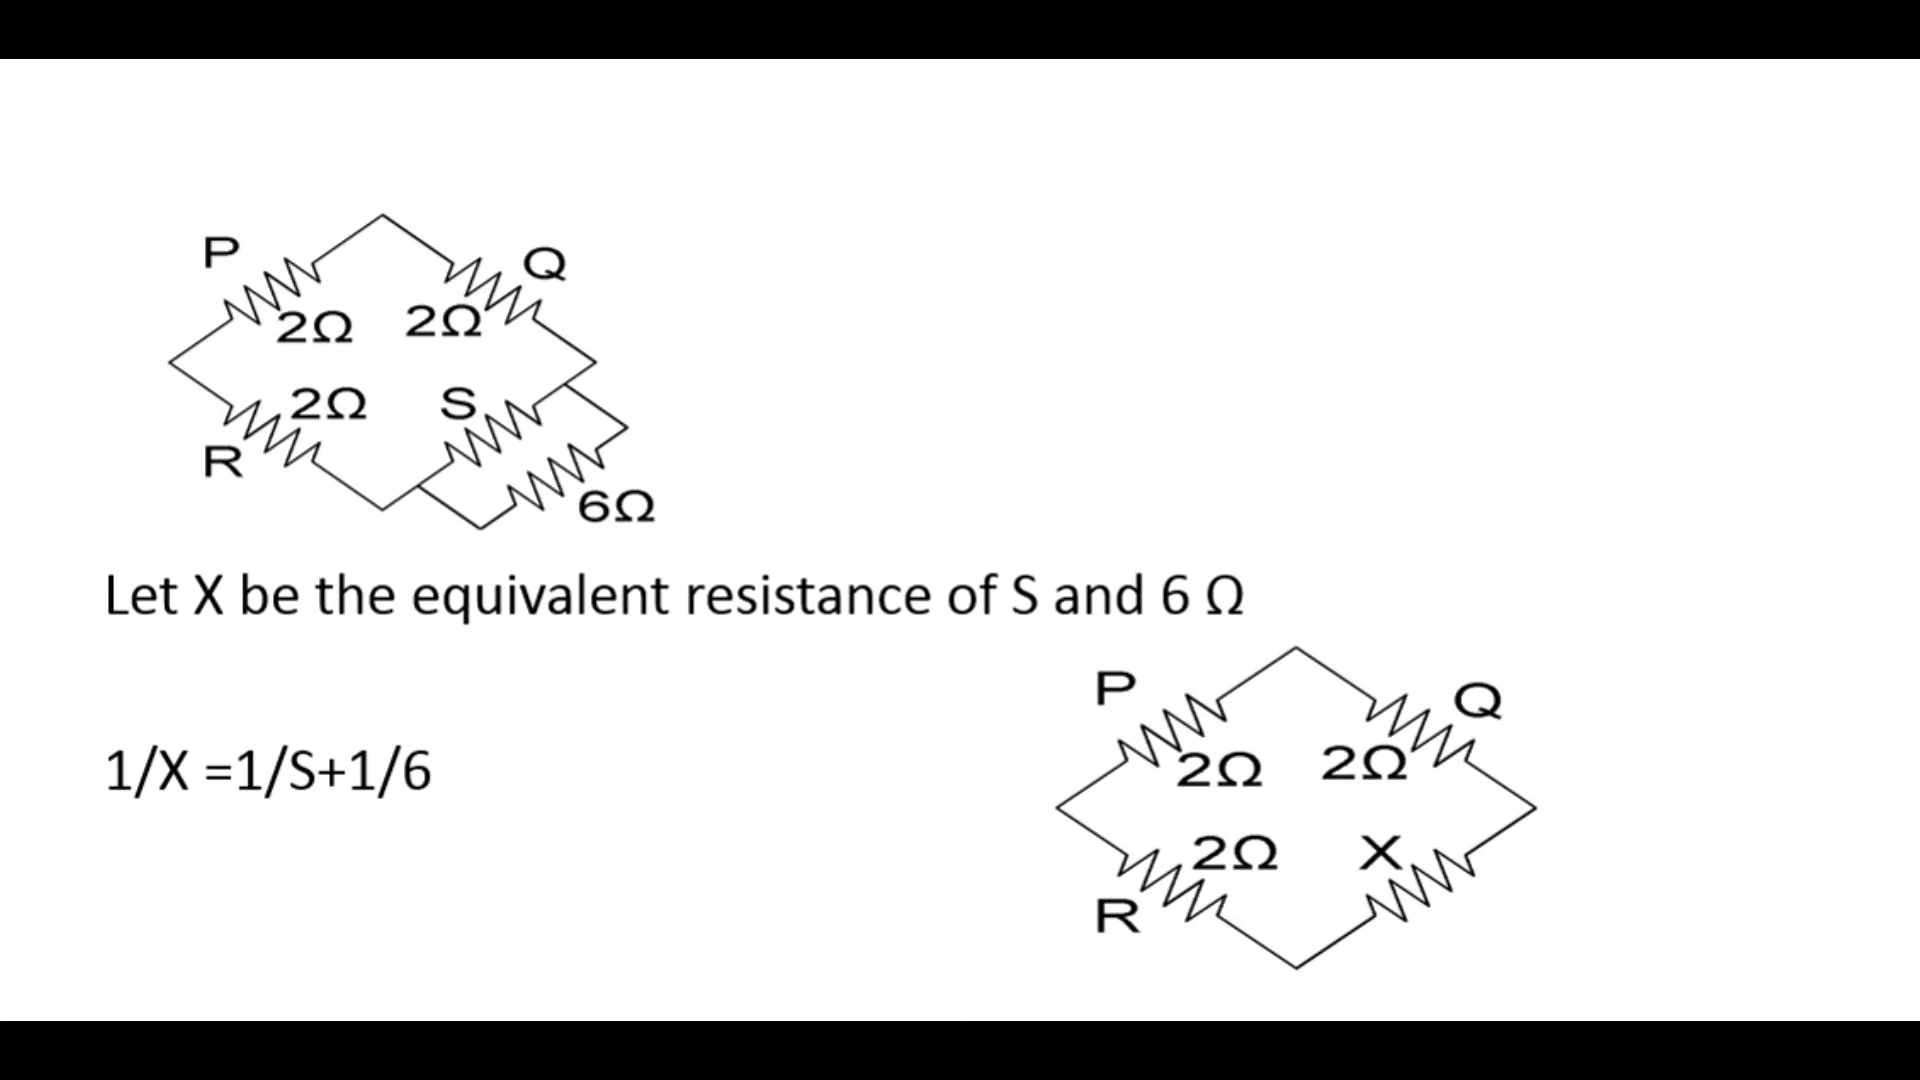 P
Q
2Ω 2Ω
2Ω S
R
6Ω
Let X be the equivalent resistance of S and 6 Ω
P
Q
1/X =1/S+1/6
2Ω 2Ω
2Ω X
R